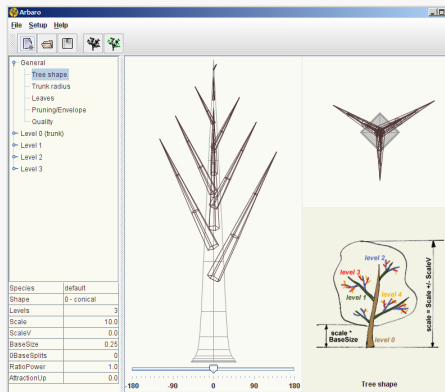 Arbaro
File Setup Help
General
Tree shape
Trunk radius
Leaves
Pruning/Envelope
Quality
Level 0 (trunk)
Level 1
Level 2
Level 3
Species default
Shape 0 - conical
Levels 3
Scale 10.0
ScaleV 0.0
BaseSize 0.25
0BaseSplits 0
RatioPower 1.0
AttractionUp 0.0
-180 -90 0 90 180
level 2
level 3
level 1
level 4
level 0
scale *
BaseSize
scale = Scale +/- ScaleV
Tree shape